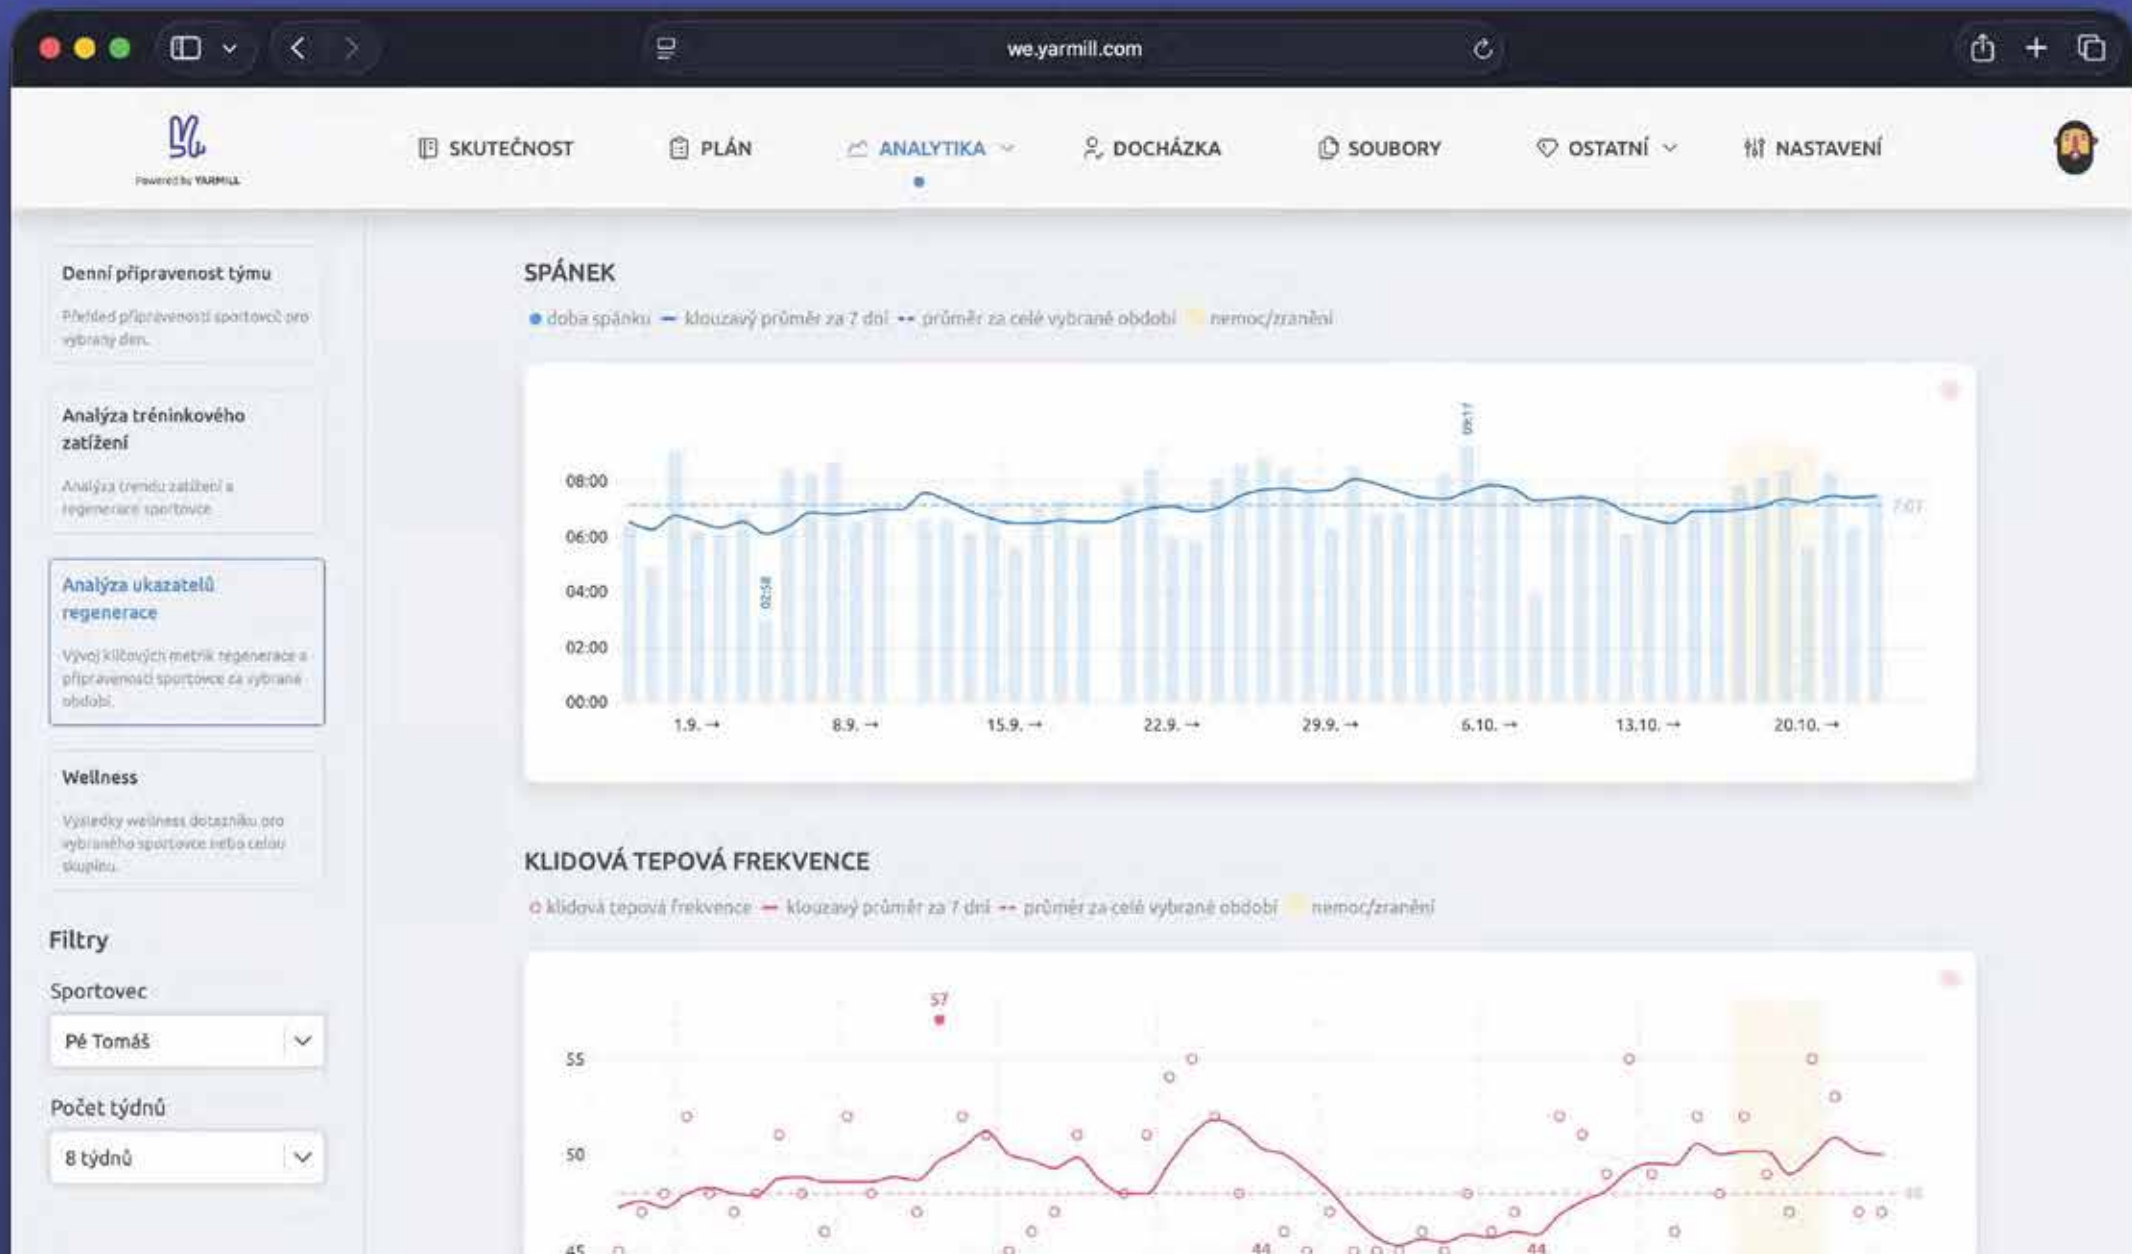 we.yarmill.com
Powered by YARMILL
SKUTEČNOST
PLÁN
ANALYTIKA
DOCHÁZKA
SOUBORY
OSTATNÍ
NASTAVENÍ
Denní připravenost týmu
Přehled připravenosti sportovců pro
vybraný den.
Analýza tréninkového
zatížení
Analýza trendu zatížení a
regenerace sportovce
Analýza ukazatelů
regenerace
Vývoj klíčových metrik regenerace a
připravenosti sportovce za vybrané
období.
Wellness
Výsledky wellness dotazníku pro
vybraného sportovce nebo celou
skupinu.
Filtry
Sportovec
Pé Tomáš
Počet týdnů
8 týdnů
SPÁNEK
doba spánku klouzavý průměr za 7 dní průměr za celé vybrané období nemoc/zranění
09:17
08:00
7:07
06:00
04:00
02:58
02:00
00:00
1.9. → 8.9. → 15.9. → 22.9. → 29.9. → 6.10. → 13.10. → 20.10. →
KLIDOVÁ TEPOVÁ FREKVENCE
klidová tepová frekvence klouzavý průměr za 7 dní průměr za celé vybrané období nemoc/zranění
57
55
50
48
45
44 44